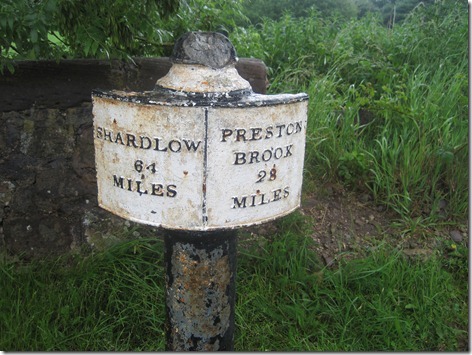 SHARDLOW
64
MILES
PRESTON
BROOK
28
MILES